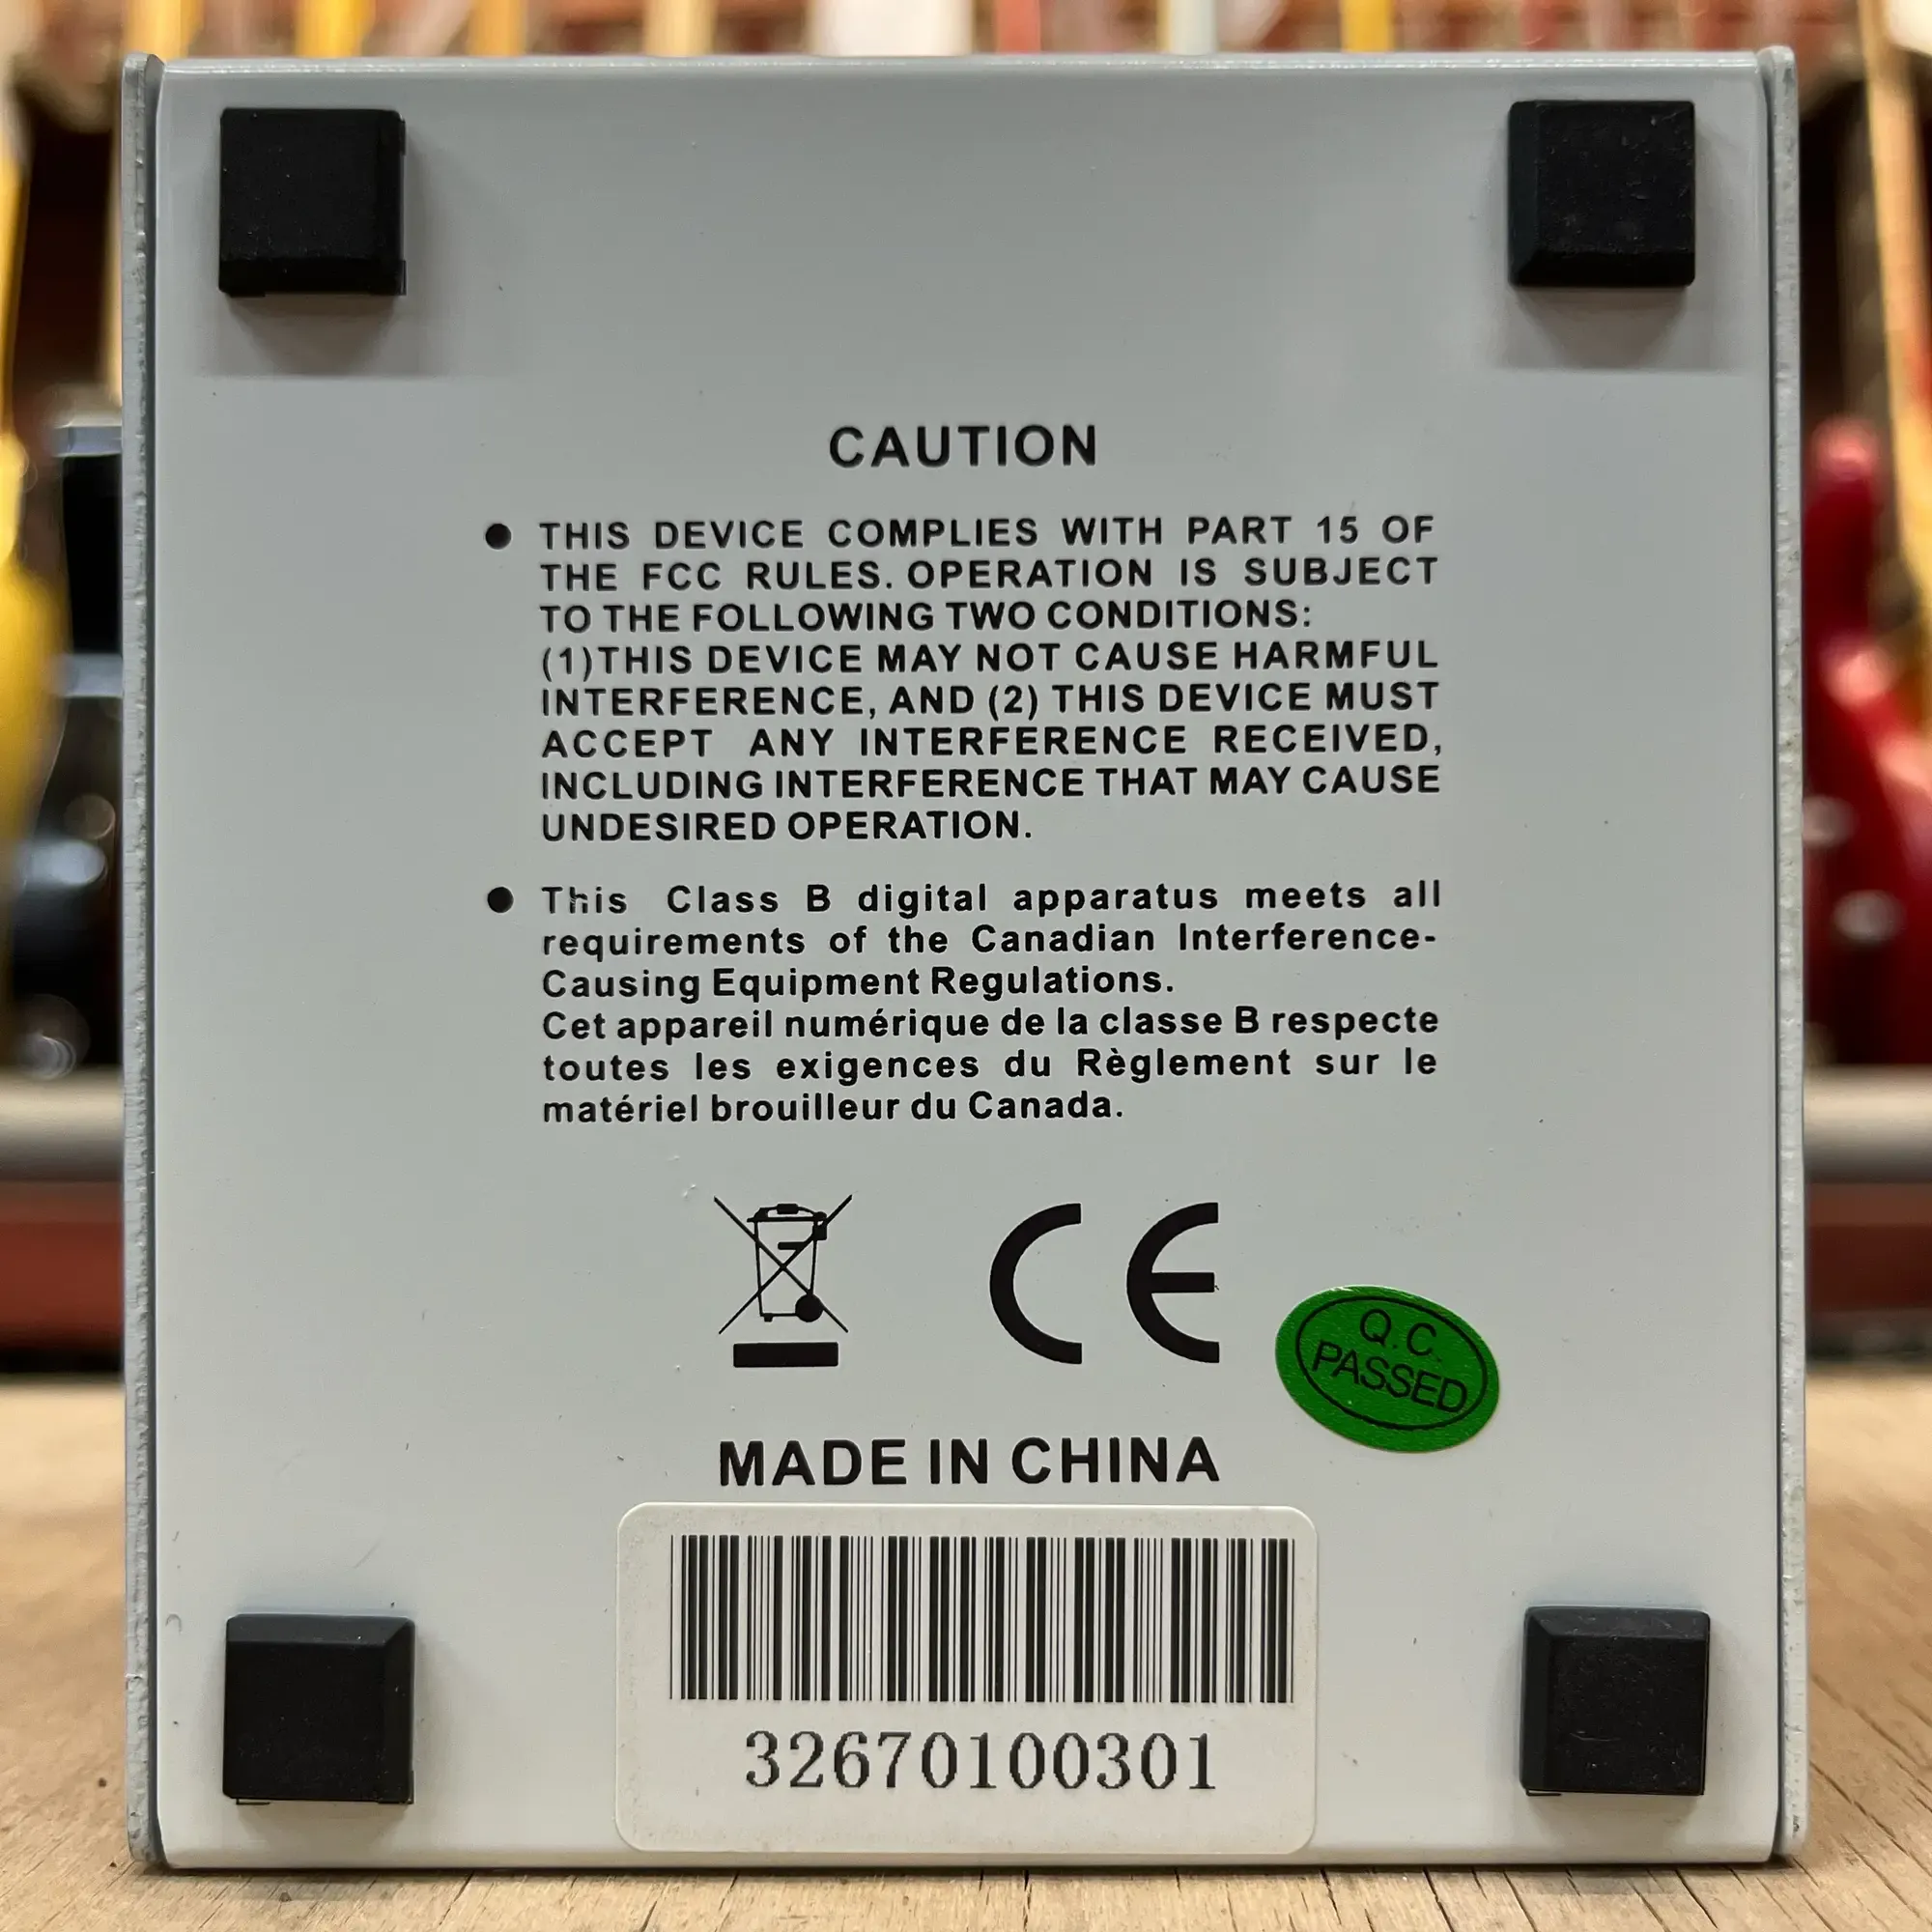 CAUTION
● THIS DEVICE COMPLIES WITH PART 15 OF
THE FCC RULES. OPERATION IS SUBJECT
TO THE FOLLOWING TWO CONDITIONS:
(1)THIS DEVICE MAY NOT CAUSE HARMFUL
INTERFERENCE, AND (2) THIS DEVICE MUST
ACCEPT ANY INTERFERENCE RECEIVED,
INCLUDING INTERFERENCE THAT MAY CAUSE
UNDESIRED OPERATION.
● This Class B digital apparatus meets all
requirements of the Canadian Interference-
Causing Equipment Regulations.
Cet appareil numérique de la classe B respecte
toutes les exigences du Règlement sur le
matériel brouilleur du Canada.
CE
Q.C.
PASSED
MADE IN CHINA
32670100301